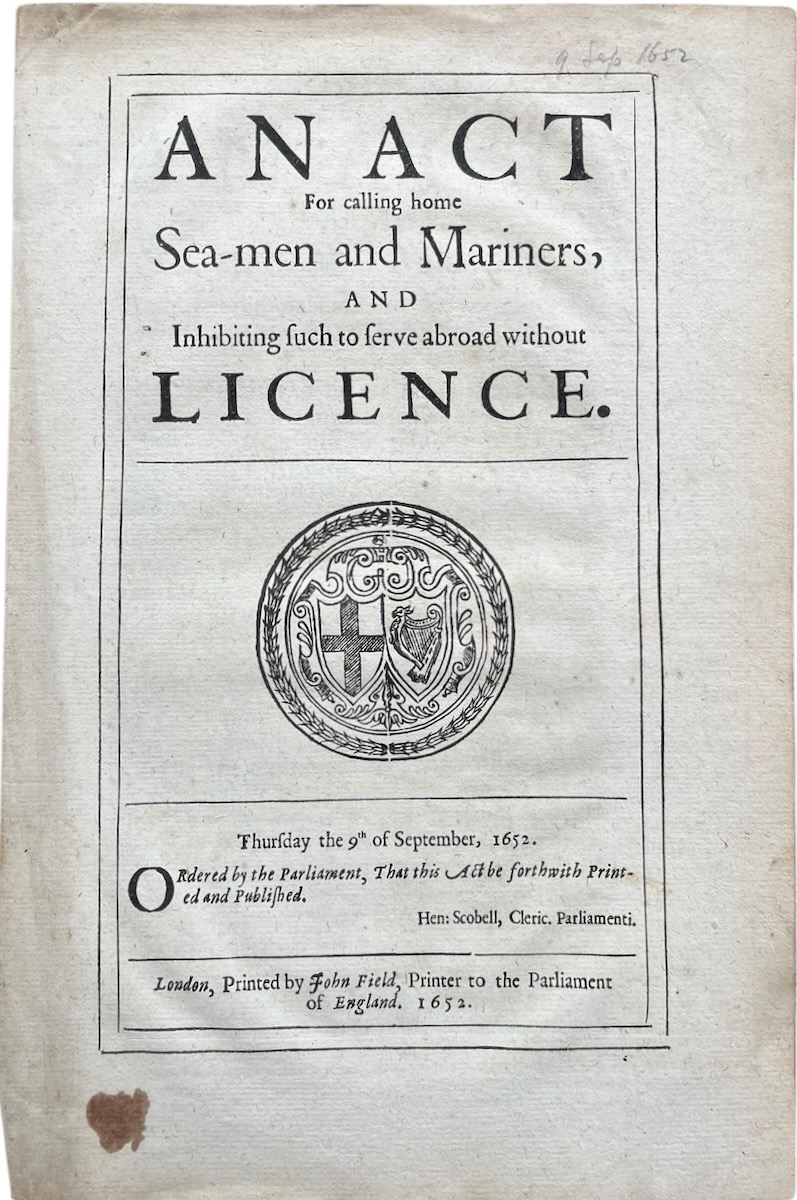 9 Sep 1652
AN ACT
For calling home
Sea-men and Mariners,
AND
Inhibiting ſuch to ſerve abroad without
LICENCE.
Thurſday the 9th of September, 1652.
ORdered by the Parliament, That this Act be forthwith Print-
ed and Publiſhed.
Hen: Scobell, Cleric. Parliamenti.
London, Printed by John Field, Printer to the Parliament
of England. 1652.